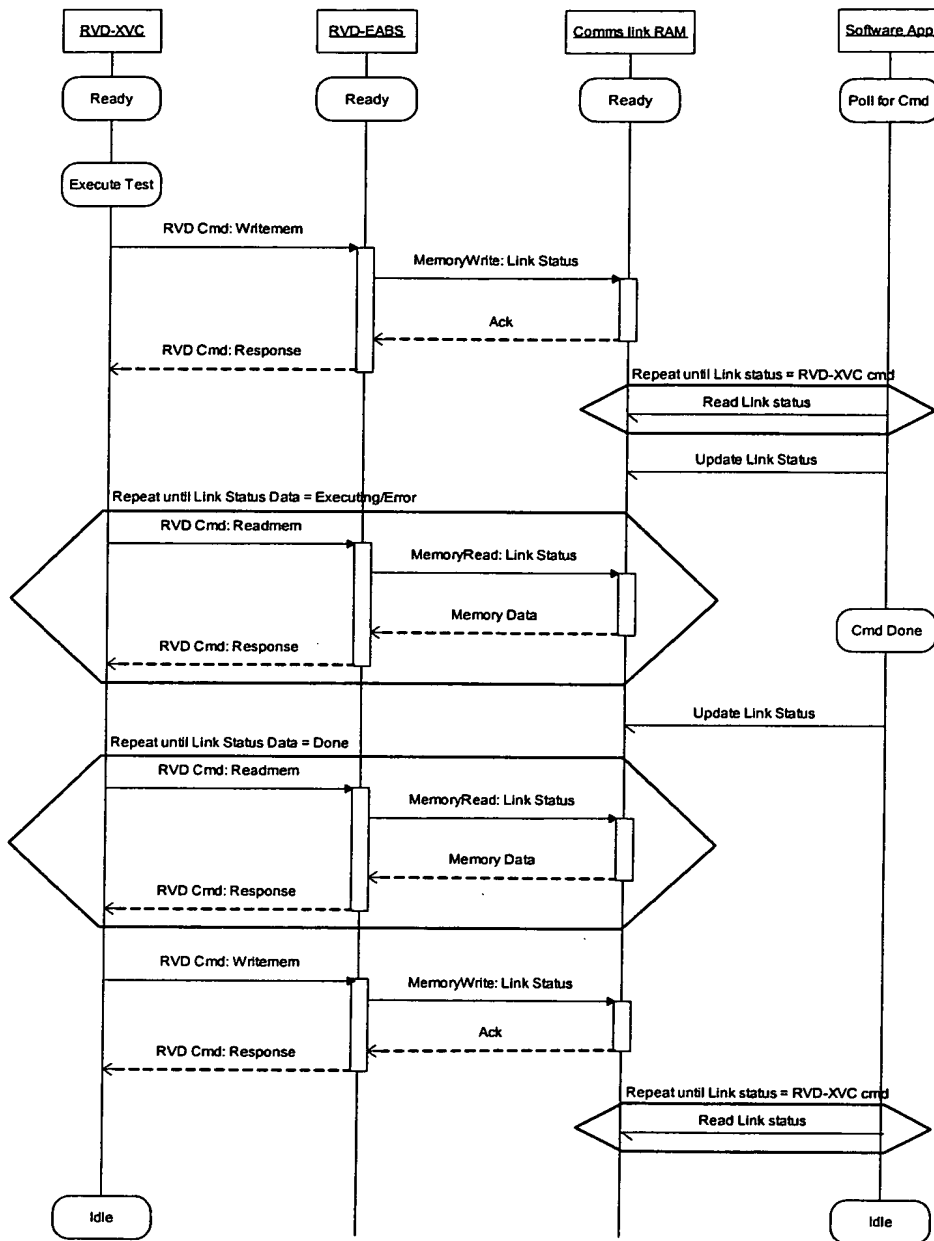 RVD-XVC
RVD-EABS
Comms link RAM
Software App
Ready
Ready
Ready
Poll for Cmd
Execute Test
RVD Cmd: Writemem
MemoryWrite: Link Status
Ack
RVD Cmd: Response
Repeat until Link status = RVD-XVC cmd
Read Link status
Update Link Status
Repeat until Link Status Data = Executing/Error
RVD Cmd: Readmem
MemoryRead: Link Status
Memory Data
Cmd Done
RVD Cmd: Response
Update Link Status
Repeat until Link Status Data = Done
RVD Cmd: Readmem
MemoryRead: Link Status
Memory Data
RVD Cmd: Response
RVD Cmd: Writemem
MemoryWrite: Link Status
Ack
RVD Cmd: Response
Repeat until Link status = RVD-XVC cmd
Read Link status
Idle
Idle